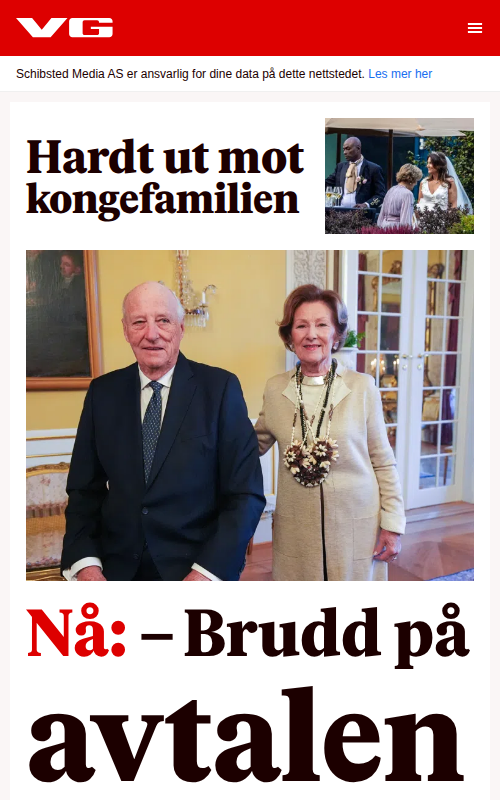 VG
Schibsted Media AS er ansvarlig for dine data på dette nettstedet. Les mer her
Hardt ut mot
kongefamilien
Nå: – Brudd på
avtalen